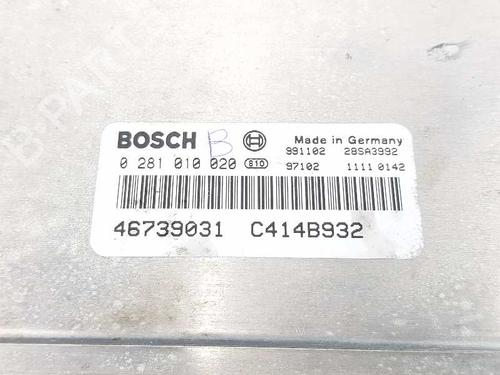 BOSCH B Made in Germany
991102 28SA3992
0 281 010 020 S10 97102 1111 0142
46739031 C414B932
B-PARTS